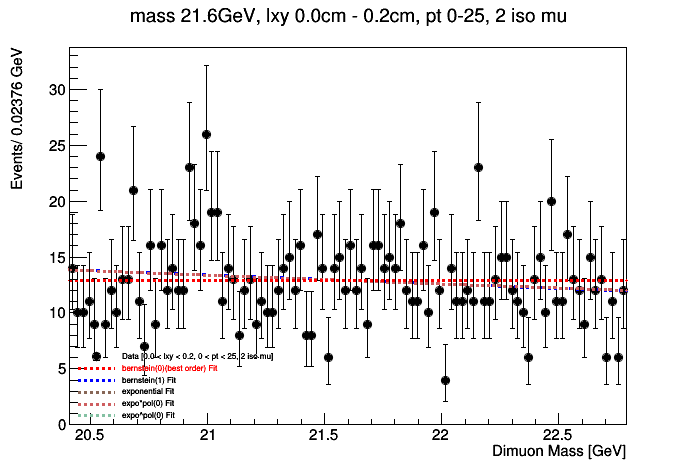 mass 21.6GeV, lxy 0.0cm - 0.2cm, pt 0-25, 2 iso mu
Events/ 0.02376 GeV
30
25
20
15
10
5
0
Data [0.0 < lxy < 0.2, 0 < pt < 25, 2 iso mu]
bernstein(0)(best order) Fit
bernstein(1) Fit
exponential Fit
expo*pol(0) Fit
expo^pol(0) Fit
20.5 21 21.5 22 22.5
Dimuon Mass [GeV]